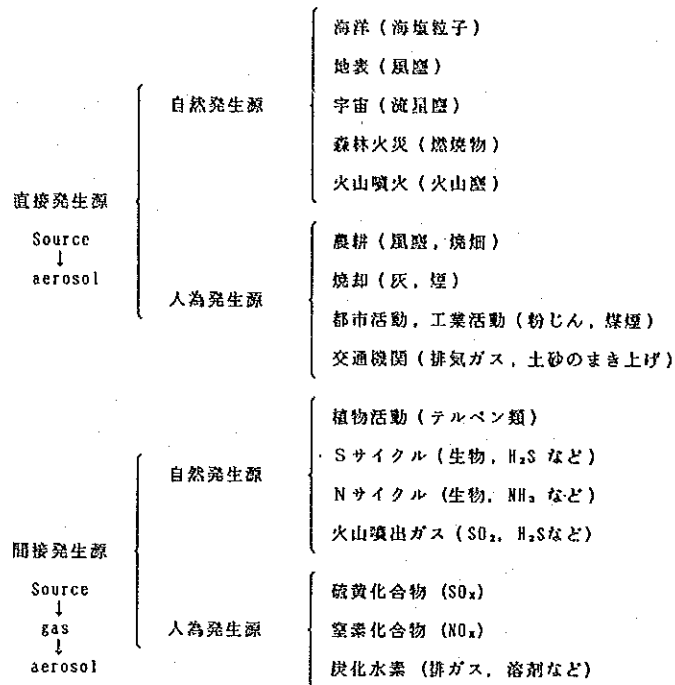 海洋 (海塩粒子)
地表 (風塵)
自然発生源
宇宙 (流星塵)
森林火災 (燃焼物)
火山噴火 (火山塵)
直接発生源
Source
↓
aerosol
農耕 (風塵, 焼畑)
焼却 (灰, 煙)
人為発生源
都市活動, 工業活動 (粉じん, 煤煙)
交通機関 (排気ガス, 土砂のまき上げ)
植物活動 (テルペン類)
Sサイクル (生物, H₂S など)
自然発生源
Nサイクル (生物, NH₃ など)
火山噴出ガス (SO₂, H₂Sなど)
間接発生源
Source
↓
gas
↓
aerosol
硫黄化合物 (SOx)
人為発生源
窒素化合物 (NOx)
炭化水素 (排ガス, 溶剤など)